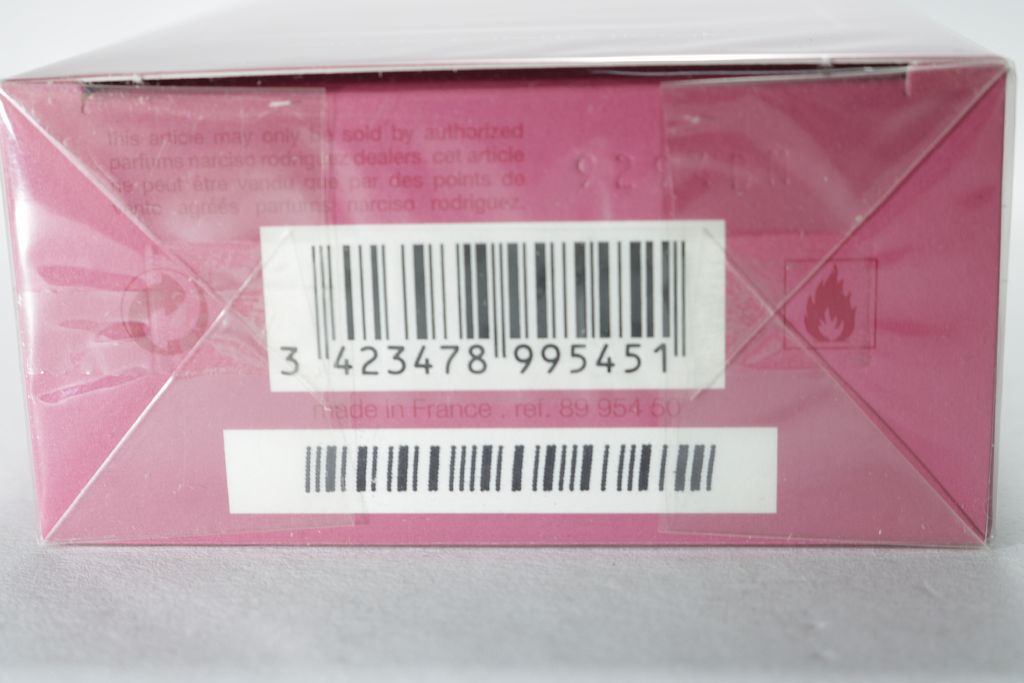 this article may only be sold by authorized
parfums narciso rodriguez dealers. cet article
ne peut être vendu que par des points de
vente agréés parfums narciso rodriguez.
3 423478 995451
made in France . ref. 89 954 50